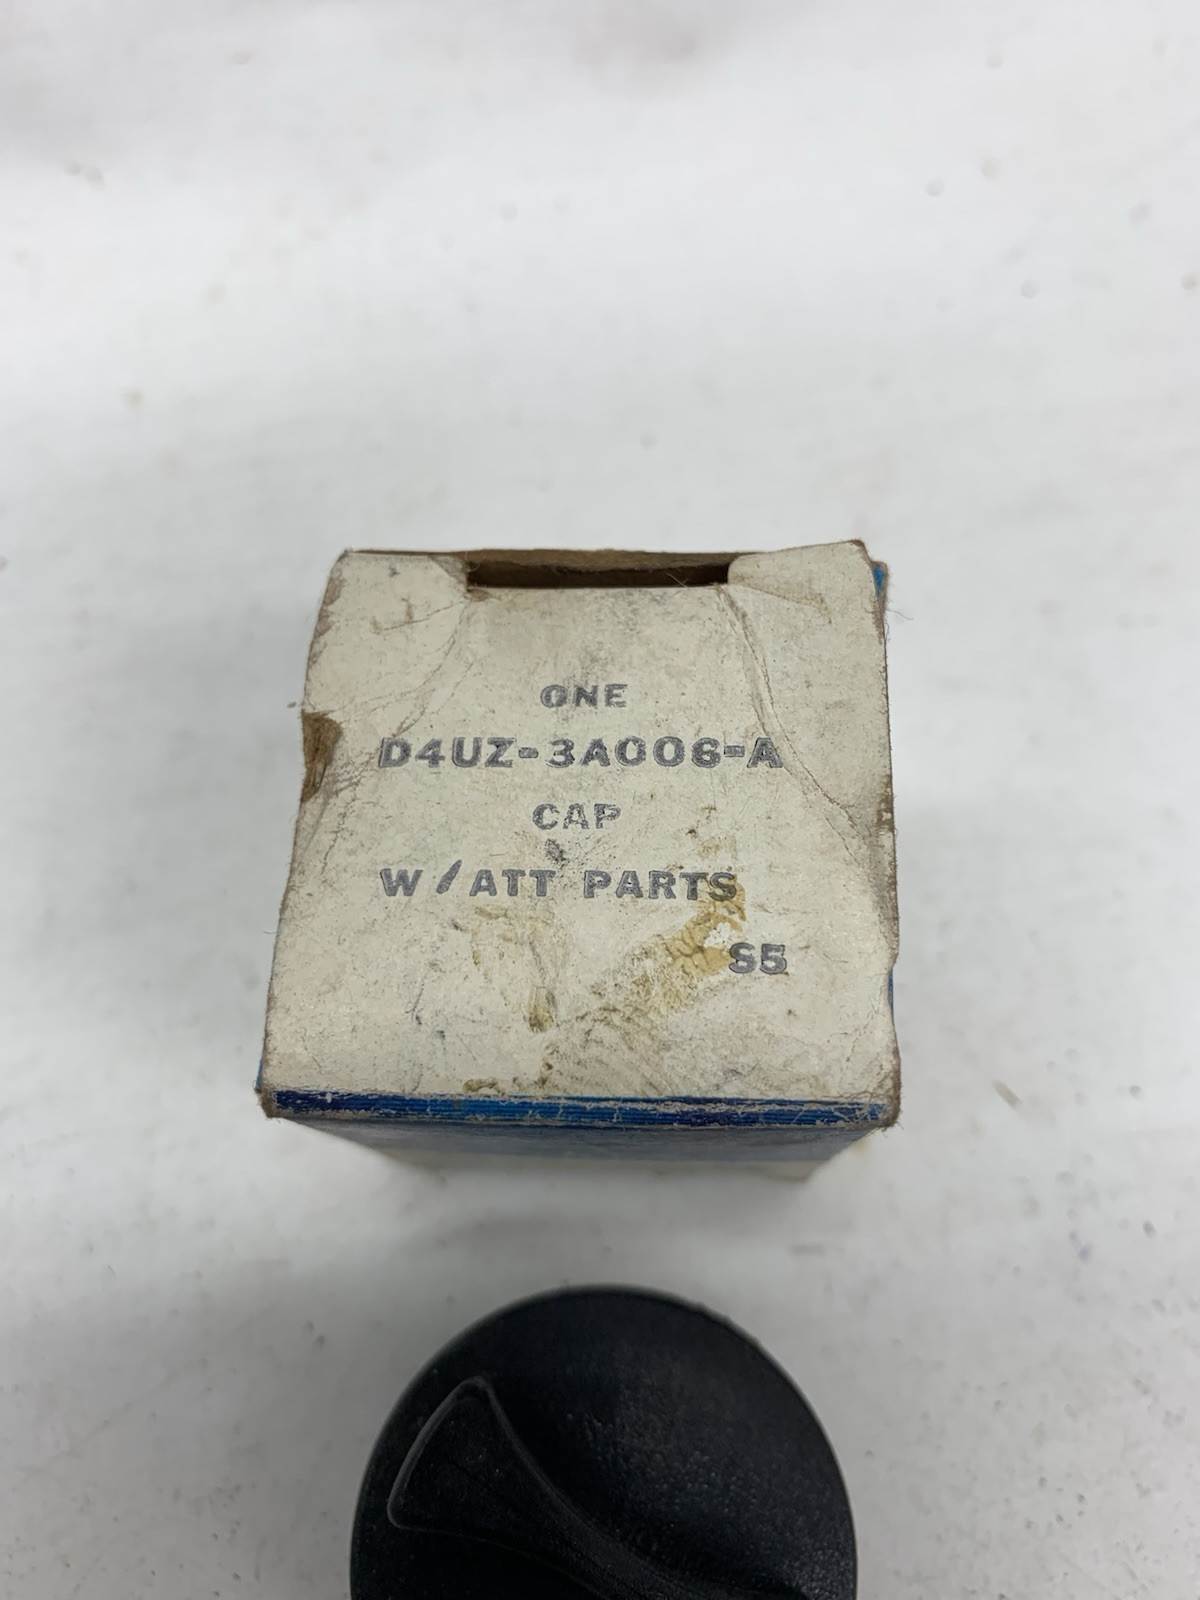 ONE
D4UZ-3A006-A
CAP
W/ATT PARTS
S5